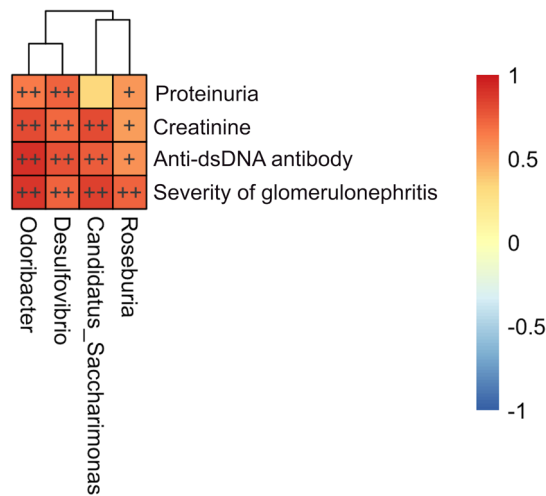 ++ ++ + Proteinuria
++ ++ ++ + Creatinine
++ ++ ++ + Anti-dsDNA antibody
++ ++ ++ ++ Severity of glomerulonephritis
Odoribacter
Desulfovibrio
Candidatus_Saccharimonas
Roseburia
1
0.5
0
-0.5
-1